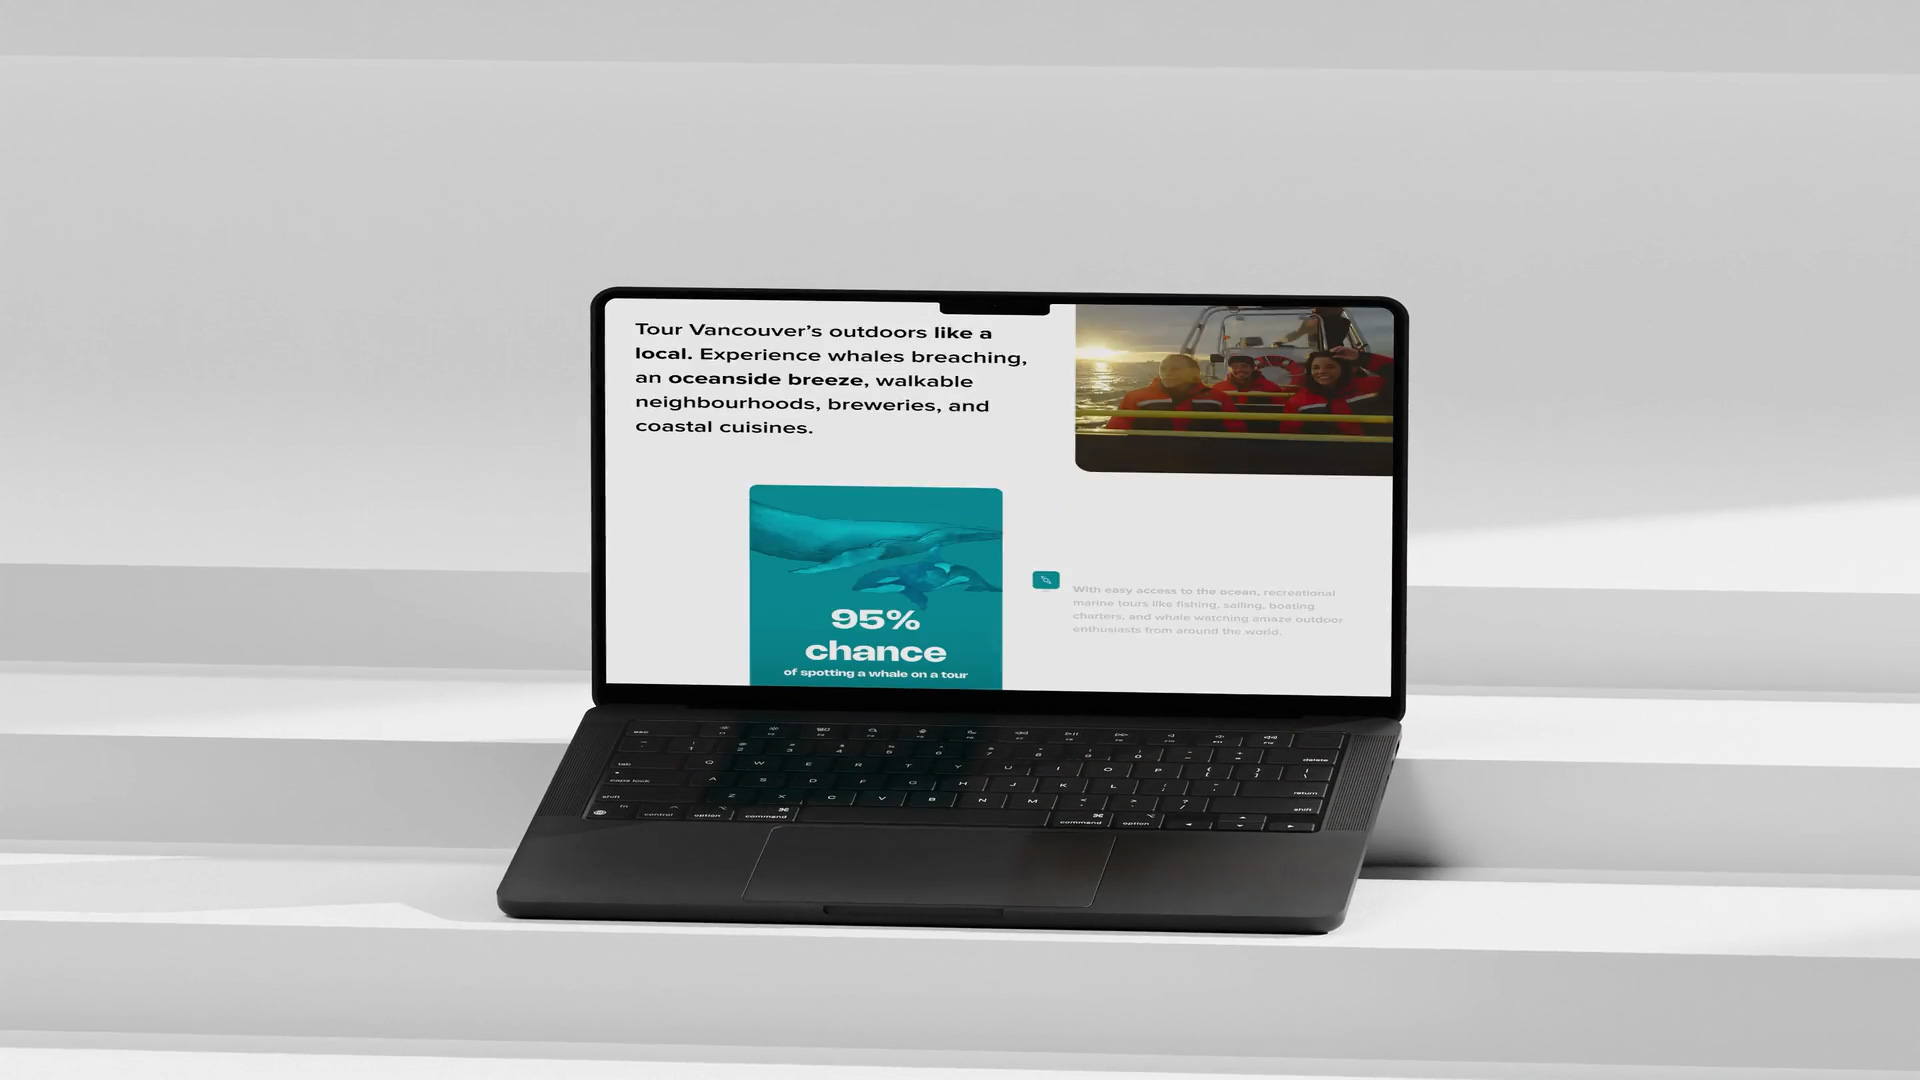 Tour Vancouver's outdoors like a
local. Experience whales breaching,
an oceanside breeze, walkable
neighbourhoods, breweries, and
coastal cuisines.
95%
chance
of spotting a whale on a tour
With easy access to the ocean, recreational
marine tours like fishing, sailing, boating
charters, and whale watching amaze outdoor
enthusiasts from around the world.
esc
tab
Q W E R T Y U I O P
delete
caps lock
A S D F G H J K L
return
shift
Z X C V B N M
shift
fn control option command
command option